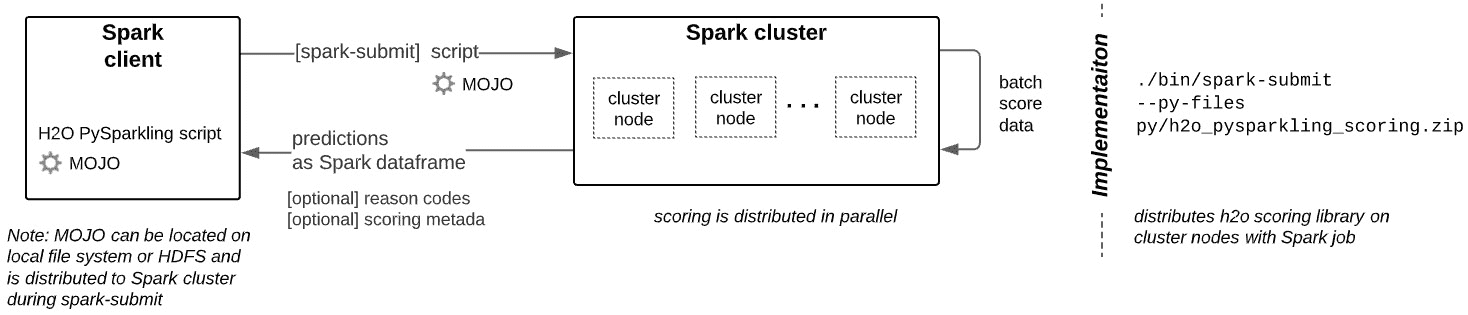 Spark
client
H2O PySparkling script
MOJO
Note: MOJO can be located on
local file system or HDFS and
is distributed to Spark cluster
during spark-submit
[spark-submit] script
MOJO
predictions
as Spark dataframe
[optional] reason codes
[optional] scoring metada
Spark cluster
cluster
node
cluster
node
. . .
cluster
node
scoring is distributed in parallel
batch
score
data
Implementaiton
./bin/spark-submit
--py-files
py/h2o_pysparkling_scoring.zip
distributes h2o scoring library on
cluster nodes with Spark job